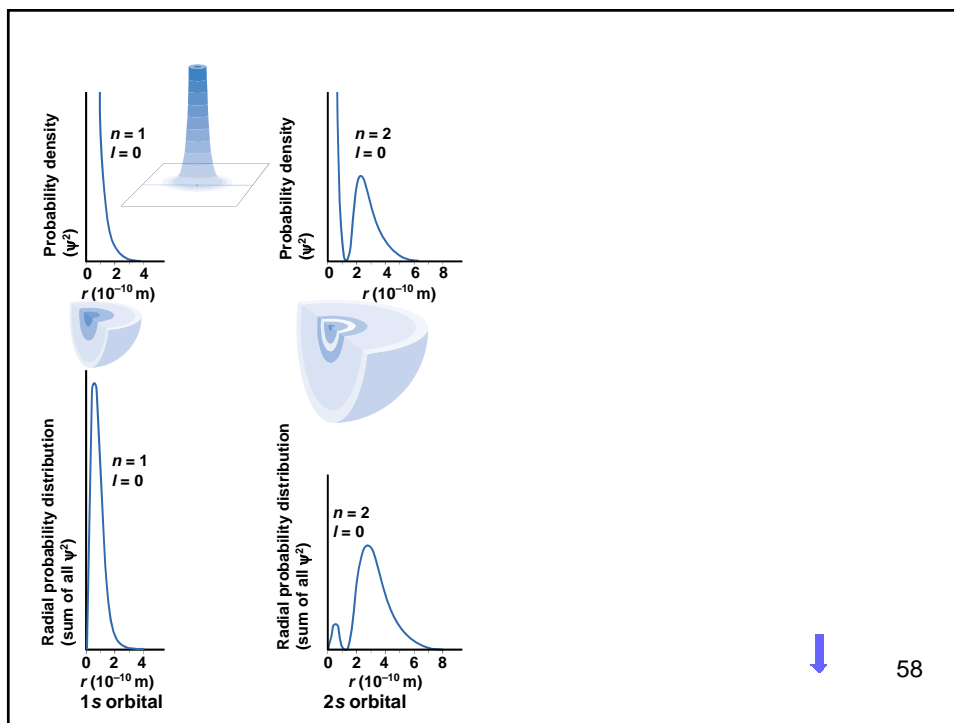 Probability density
(ψ²)
n = 1
l = 0
0 2 4
r (10⁻¹⁰ m)
Probability density
(ψ²)
n = 2
l = 0
0 2 4 6 8
r (10⁻¹⁰ m)
Radial probability distribution
(sum of all ψ²)
n = 1
l = 0
0 2 4
r (10⁻¹⁰ m)
1s orbital
Radial probability distribution
(sum of all ψ²)
n = 2
l = 0
0 2 4 6 8
r (10⁻¹⁰ m)
2s orbital
58